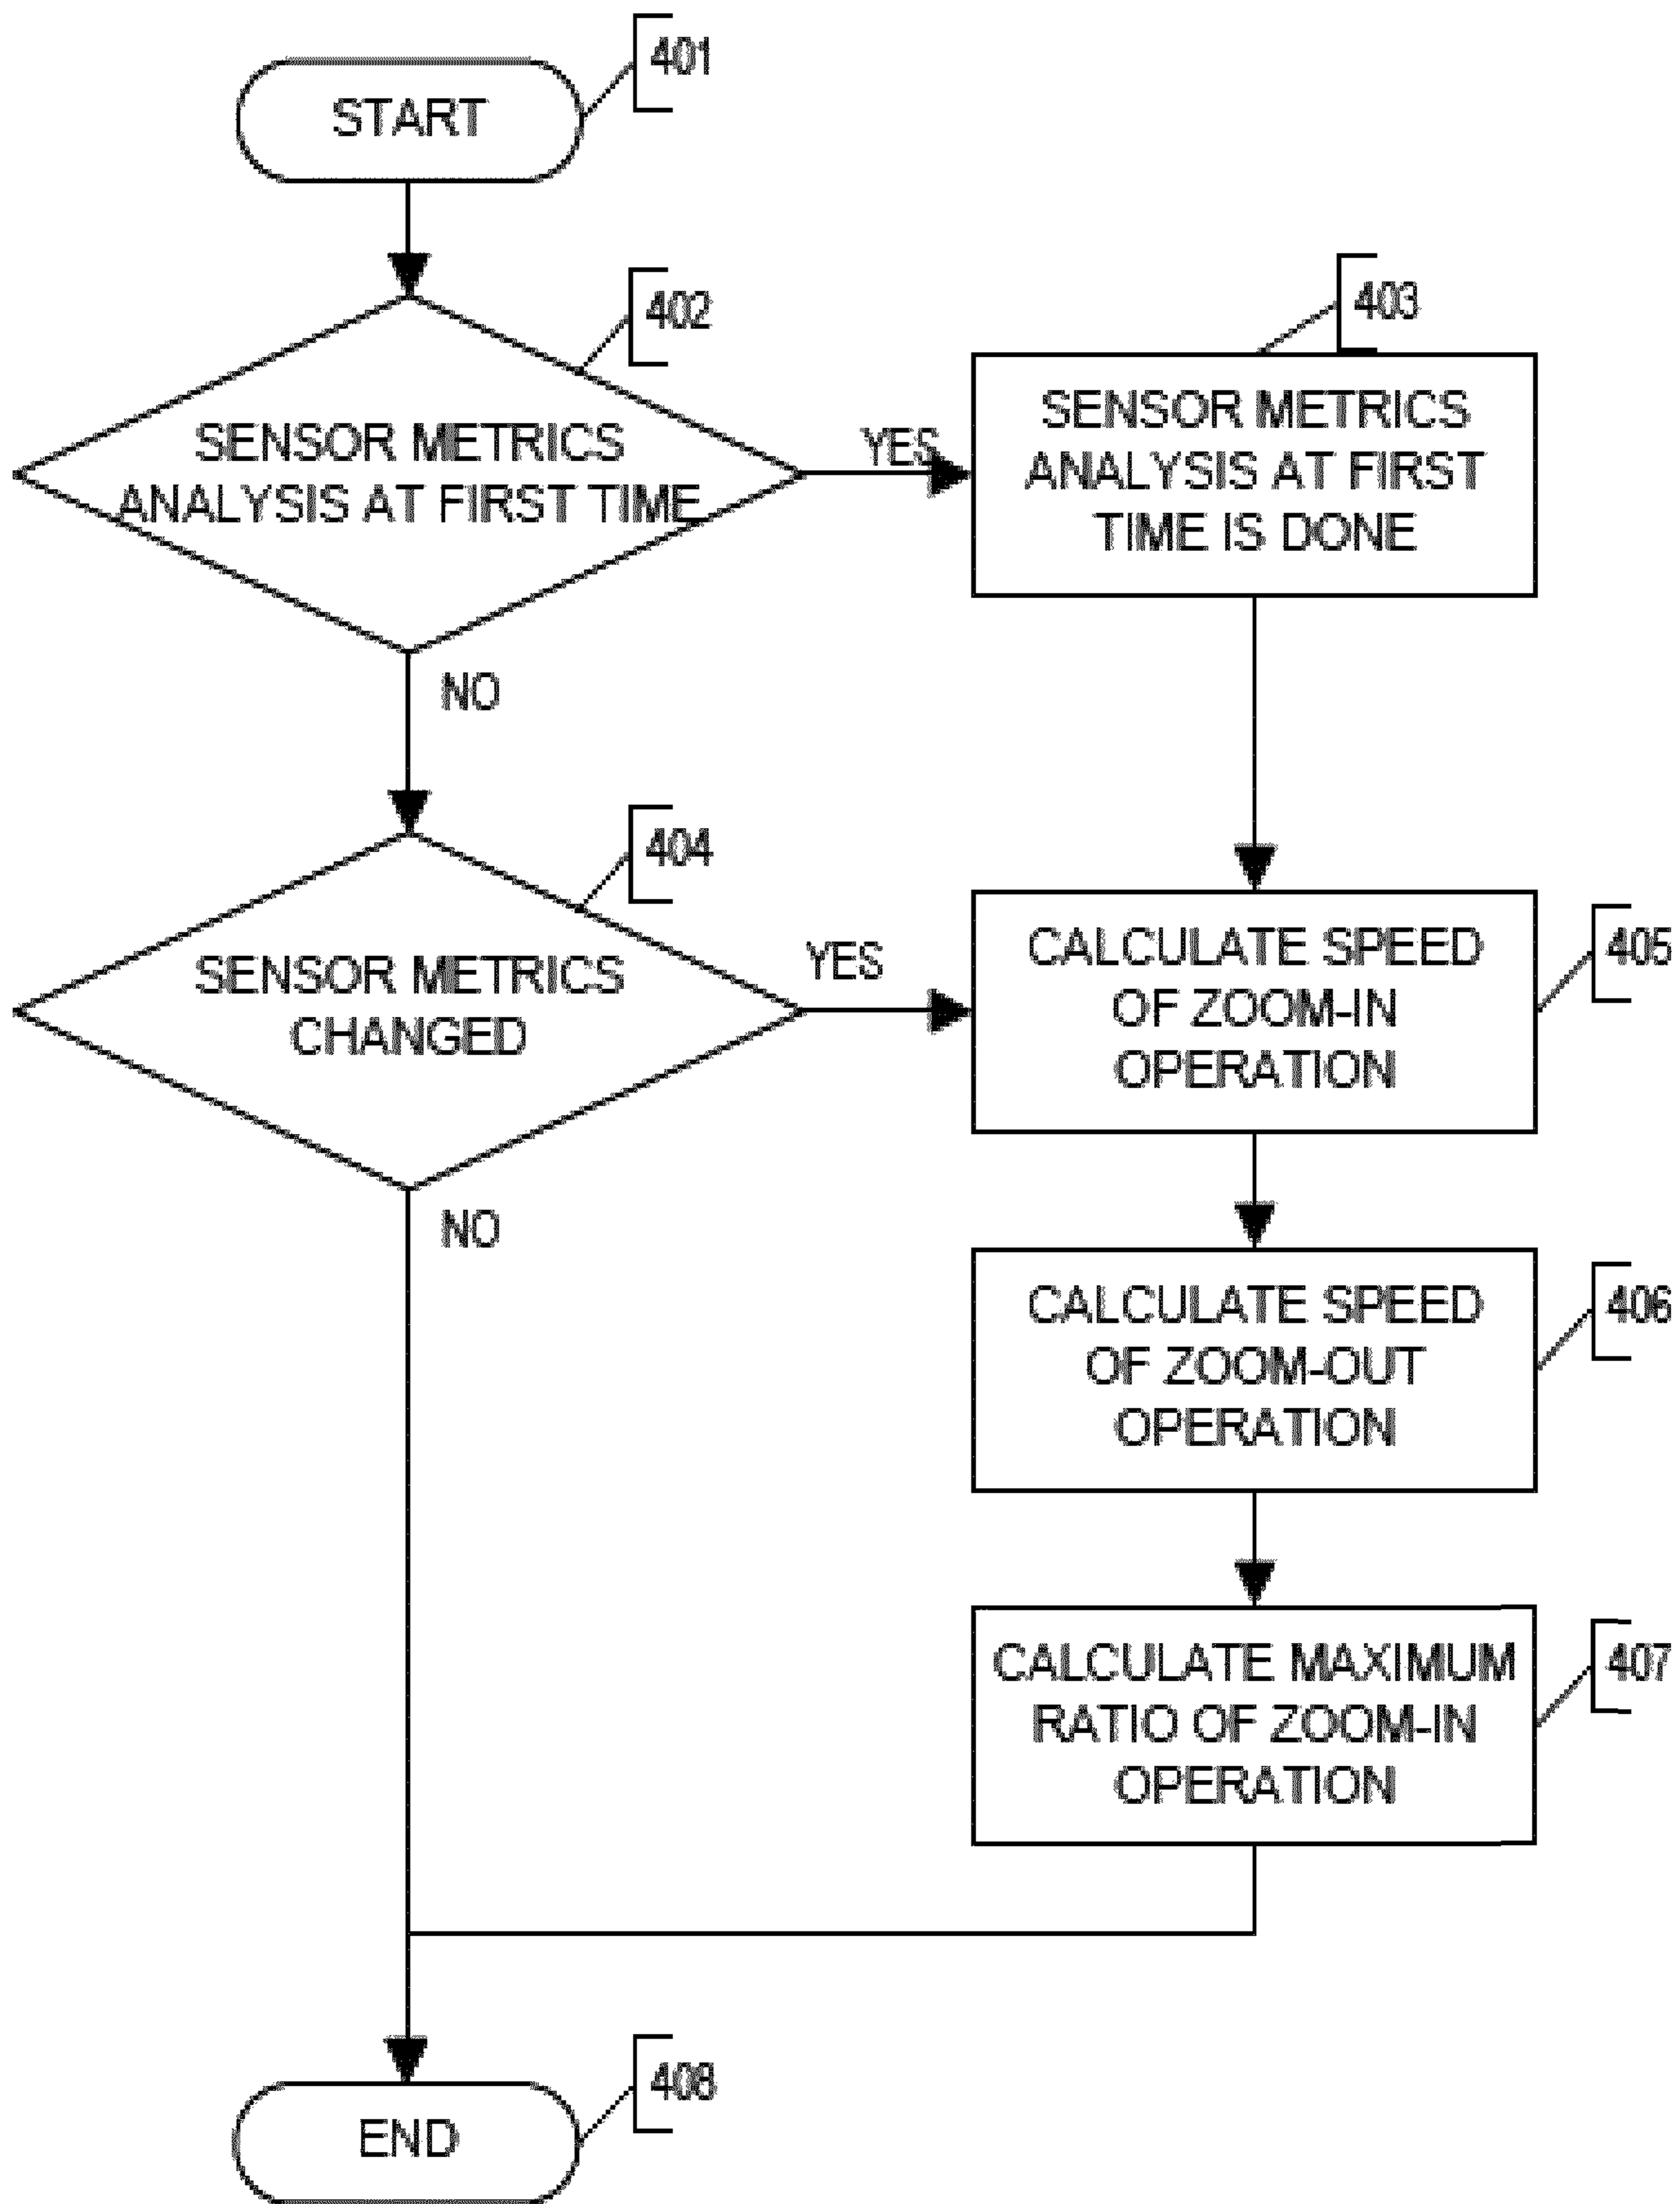 401
START
402
SENSOR METRICS
ANALYSIS AT FIRST TIME
YES
403
SENSOR METRICS
ANALYSIS AT FIRST
TIME IS DONE
NO
404
SENSOR METRICS
CHANGED
YES
405
CALCULATE SPEED
OF ZOOM-IN
OPERATION
NO
406
CALCULATE SPEED
OF ZOOM-OUT
OPERATION
407
CALCULATE MAXIMUM
RATIO OF ZOOM-IN
OPERATION
408
END